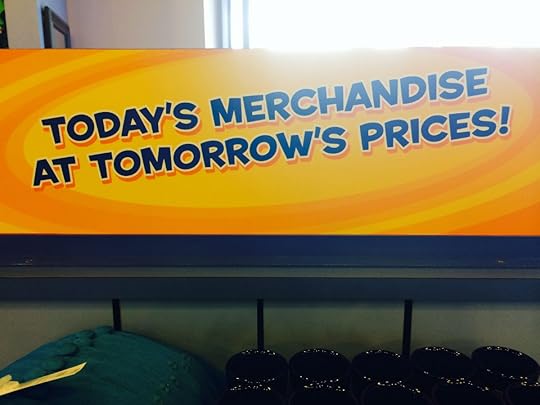 TODAY'S MERCHANDISE
AT TOMORROW'S PRICES!